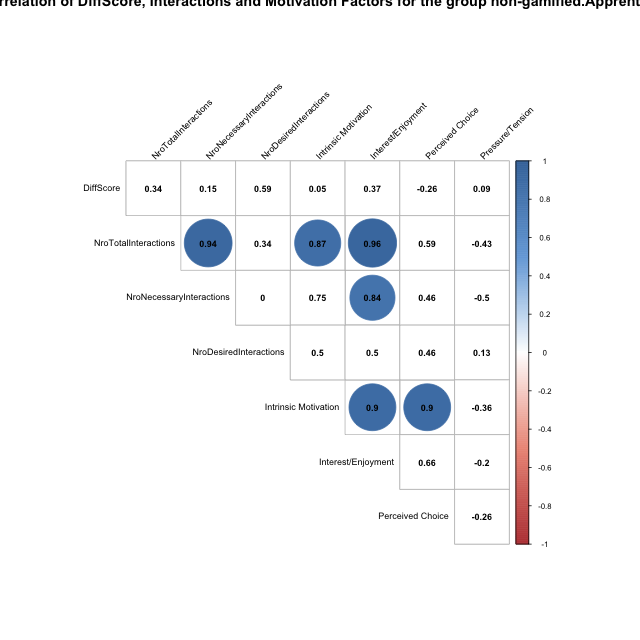 rrelation of DiffScore, Interactions and Motivation Factors for the group non-gamified.Apprent
NroTotalInteractions
NroNecessaryInteractions
NroDesiredInteractions
Intrinsic Motivation
Interest/Enjoyment
Perceived Choice
Pressure/Tension
DiffScore 0.34 0.15 0.59 0.05 0.37 -0.26 0.09
NroTotalInteractions 0.94 0.34 0.87 0.96 0.59 -0.43
NroNecessaryInteractions 0 0.75 0.84 0.46 -0.5
NroDesiredInteractions 0.5 0.5 0.46 0.13
Intrinsic Motivation 0.9 0.9 -0.36
Interest/Enjoyment 0.66 -0.2
Perceived Choice -0.26
1
0.8
0.6
0.4
0.2
0
-0.2
-0.4
-0.6
-0.8
-1